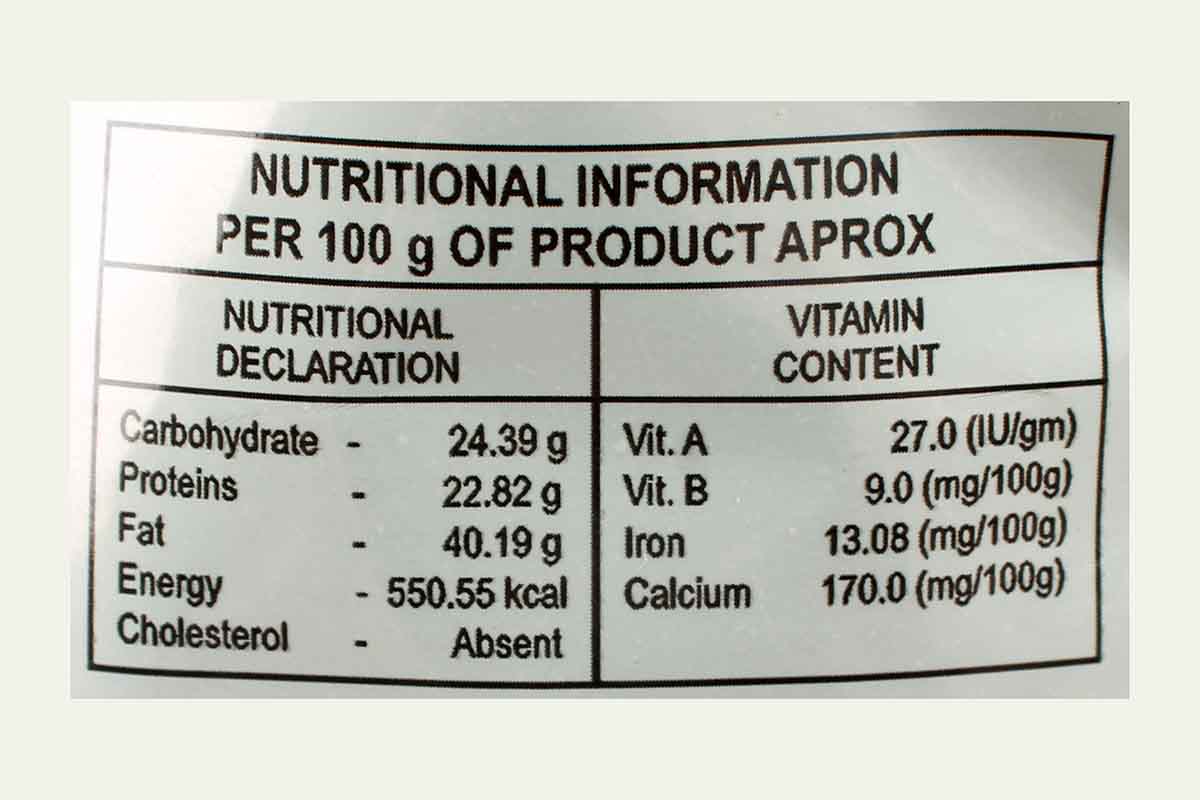 NUTRITIONAL INFORMATION
PER 100 g OF PRODUCT APROX
NUTRITIONAL
DECLARATION
Carbohydrate - 24.39 g
Proteins - 22.82 g
Fat - 40.19 g
Energy - 550.55 kcal
Cholesterol - Absent
VITAMIN
CONTENT
Vit. A 27.0 (IU/gm)
Vit. B 9.0 (mg/100g)
Iron 13.08 (mg/100g)
Calcium 170.0 (mg/100g)